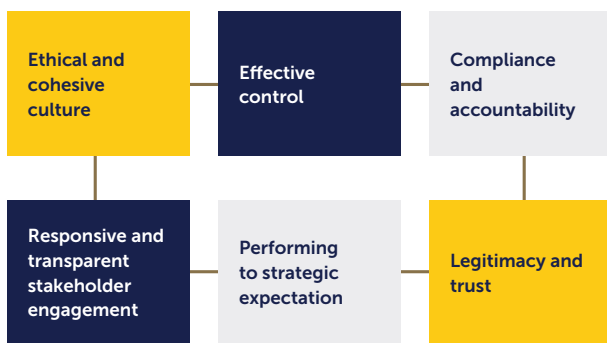 Ethical and
cohesive
culture
Effective
control
Compliance
and
accountability
Responsive and
transparent
stakeholder
engagement
Performing
to strategic
expectation
Legitimacy and
trust